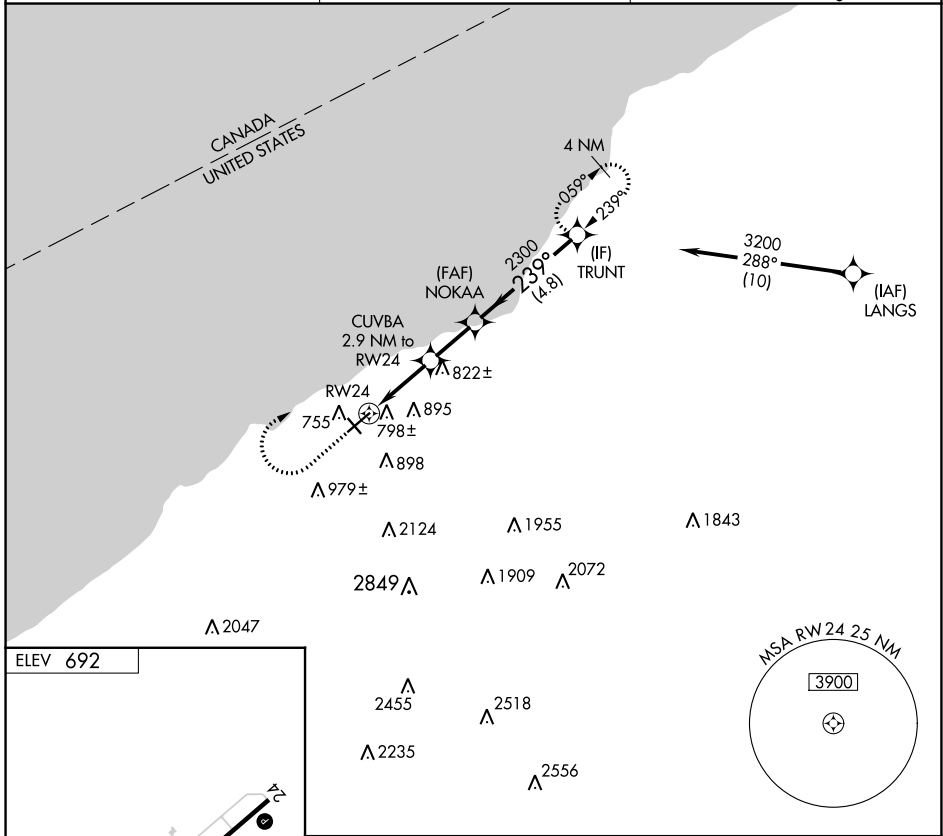 CANADA
UNITED STATES
4 NM
059°
239°
2300
239°
(4.8)
(IF)
TRUNT
3200
288°
(10)
(IAF)
LANGS
(FAF)
NOKAA
CUVBA
2.9 NM to
RW24
822±
RW24
755
798±
895
898
979±
2124
1955
1843
2849
1909
2072
2047
ELEV 692
2455
2518
2235
2556
MSA RW24 25 NM
3900
24
P